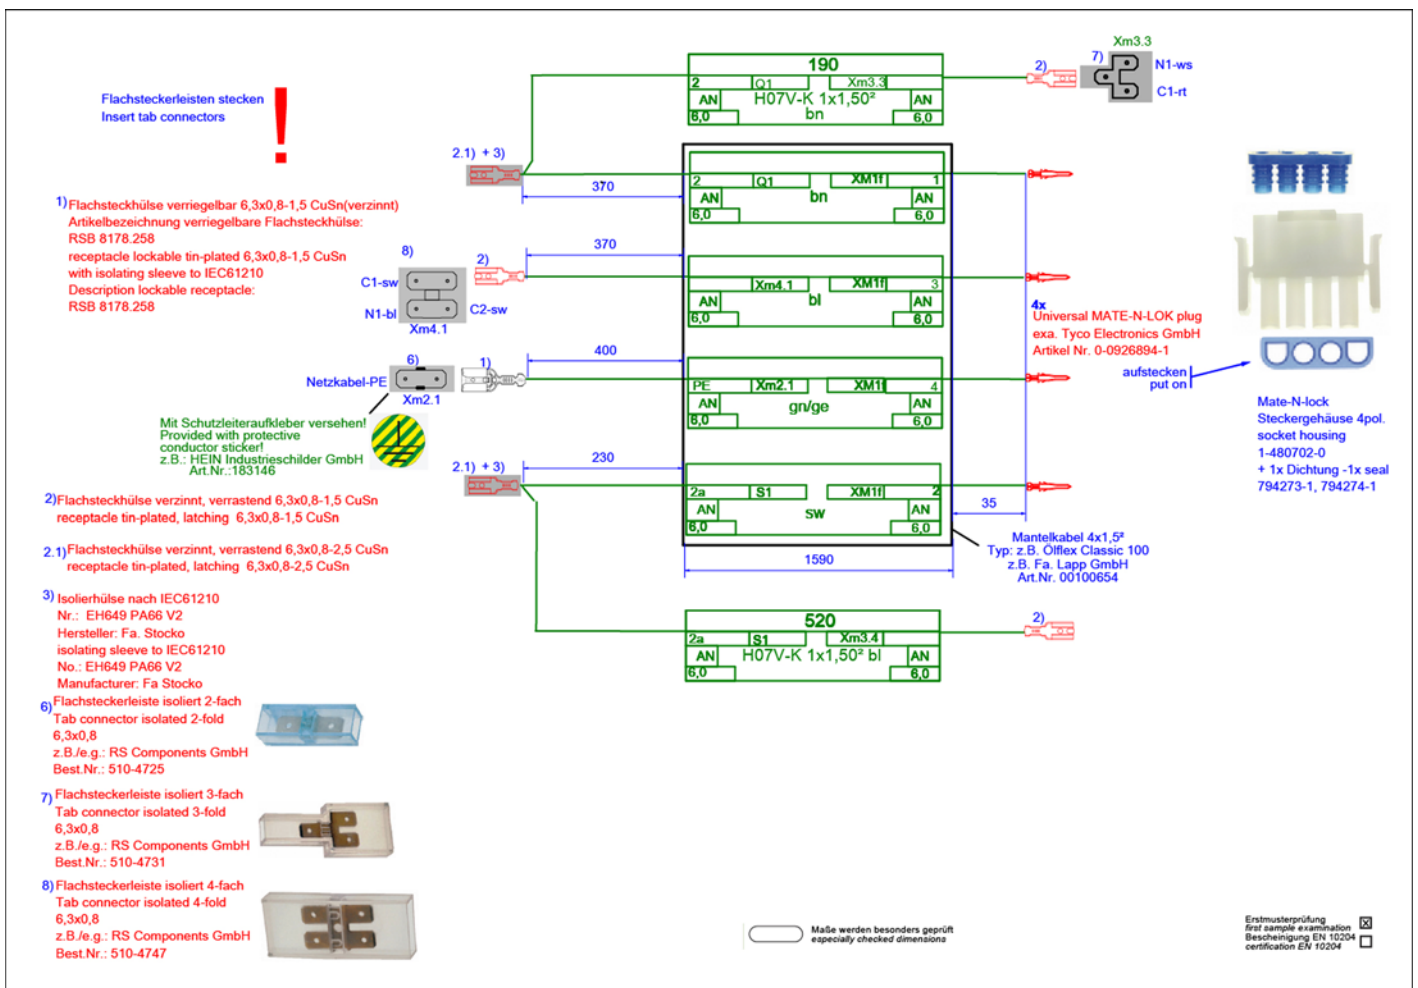 Flachsteckerleisten stecken
Insert tab connectors
!
1) Flachsteckhülse verriegelbar 6,3x0,8-1,5 CuSn(verzinnt)
Artikelbezeichnung verriegelbare Flachsteckhülse:
RSB 8178.258
receptacle lockable tin-plated 6,3x0,8-1,5 CuSn
with isolating sleeve to IEC61210
Description lockable receptacle:
RSB 8178.258
190
2 Q1 Xm3.3
AN H07V-K 1x1,50² AN
6,0 bn 6,0
2)
7)
Xm3.3
N1-ws
C1-rt
2.1) + 3)
370
2 Q1 XM1f 1
AN bn AN
6,0 6,0
8)
C1-sw
N1-bl
C2-sw
Xm4.1
2)
370
Xm4.1 XM1f 3
AN bl AN
6,0 6,0
6)
Netzkabel-PE
Xm2.1
1)
400
PE Xm2.1 XM1f 4
AN gn/ge AN
6,0 6,0
Mit Schutzleiteraufkleber versehen!
Provided with protective
conductor sticker!
z.B.: HEIN Industrieschilder GmbH
Art.Nr.:183146
2.1) + 3)
230
2a S1 XM1f 2
AN sw AN
6,0 6,0
35
1590
4x
Universal MATE-N-LOK plug
exa. Tyco Electronics GmbH
Artikel Nr. 0-0926894-1
aufstecken
put on
Mate-N-lock
Steckergehäuse 4pol.
socket housing
1-480702-0
+ 1x Dichtung -1x seal
794273-1, 794274-1
Mantelkabel 4x1,5²
Typ: z.B. Ölflex Classic 100
z.B. Fa. Lapp GmbH
Art.Nr. 00100654
520
2a S1 Xm3.4
AN H07V-K 1x1,50² bl AN
6,0 6,0
2)
2) Flachsteckhülse verzinnt, verrastend 6,3x0,8-1,5 CuSn
receptacle tin-plated, latching 6,3x0,8-1,5 CuSn
2.1) Flachsteckhülse verzinnt, verrastend 6,3x0,8-2,5 CuSn
receptacle tin-plated, latching 6,3x0,8-2,5 CuSn
3) Isolierhülse nach IEC61210
Nr.: EH649 PA66 V2
Hersteller: Fa. Stocko
isolating sleeve to IEC61210
No.: EH649 PA66 V2
Manufacturer: Fa Stocko
6) Flachsteckerleiste isoliert 2-fach
Tab connector isolated 2-fold
6,3x0,8
z.B./e.g.: RS Components GmbH
Best.Nr.: 510-4725
7) Flachsteckerleiste isoliert 3-fach
Tab connector isolated 3-fold
6,3x0,8
z.B./e.g.: RS Components GmbH
Best.Nr.: 510-4731
8) Flachsteckerleiste isoliert 4-fach
Tab connector isolated 4-fold
6,3x0,8
z.B./e.g.: RS Components GmbH
Best.Nr.: 510-4747
Maße werden besonders geprüft
especially checked dimensions
Erstmusterprüfung
first sample examination
Bescheinigung EN 10204
certification EN 10204